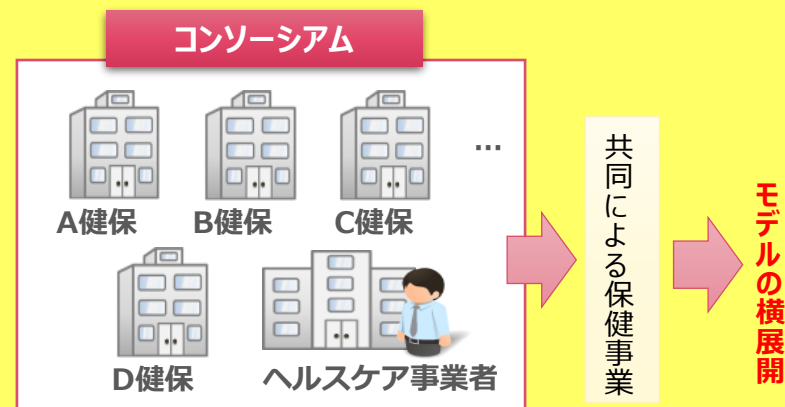 コンソーシアム
A健保
B健保
C健保
…
D健保
ヘルスケア事業者
共同による保健事業
モデルの横展開